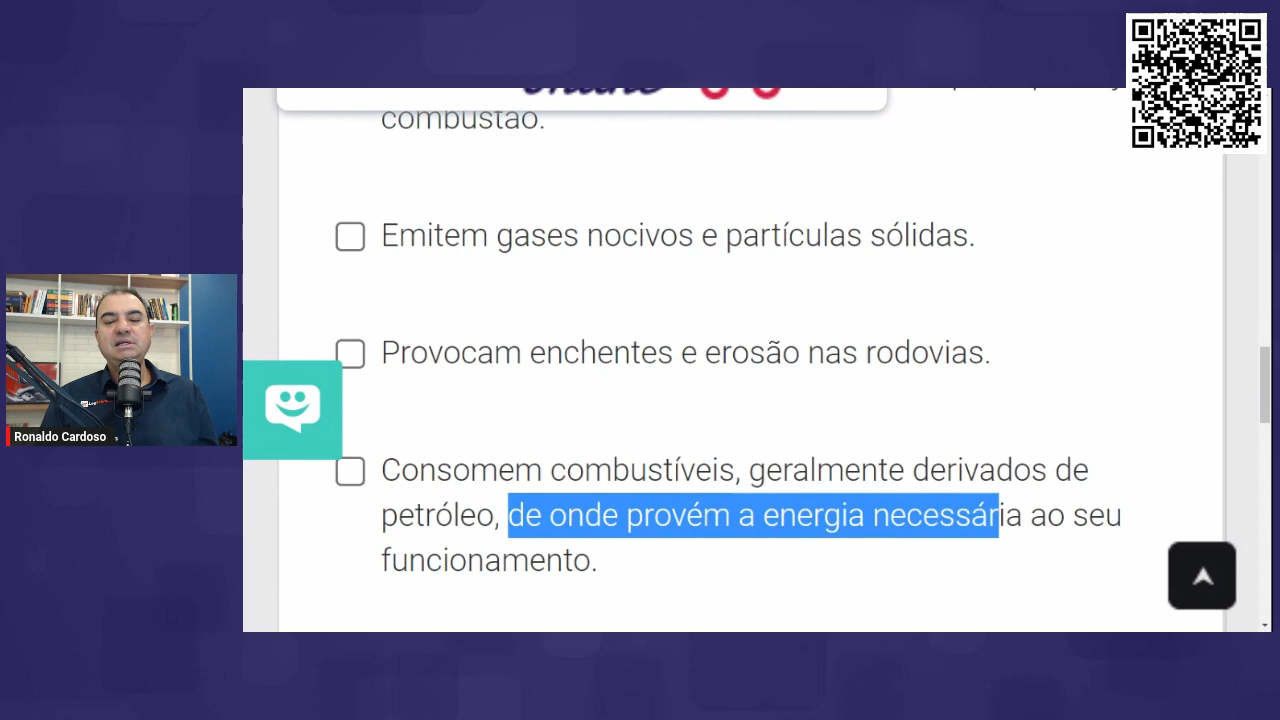 online
combustão.
Emitem gases nocivos e partículas sólidas.
Provocam enchentes e erosão nas rodovias.
Consomem combustíveis, geralmente derivados de
petróleo, de onde provém a energia necessária ao seu
funcionamento.
Ronaldo Cardoso